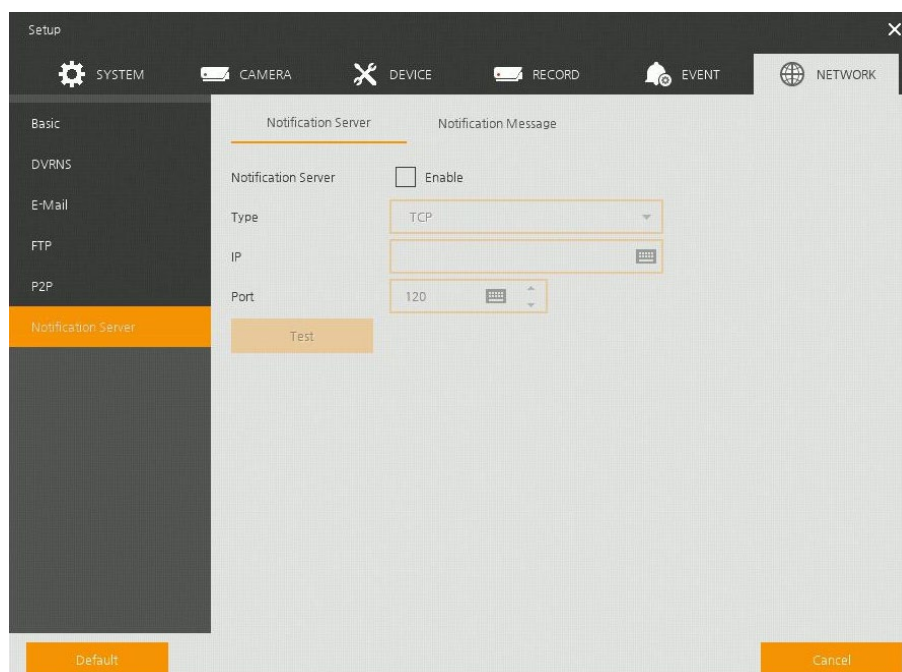 Setup
SYSTEM CAMERA DEVICE RECORD EVENT NETWORK
Basic
DVRNS
E-Mail
FTP
P2P
Notification Server
Notification Server Notification Message
Notification Server Enable
Type TCP
IP
Port 120
Test
Default Cancel